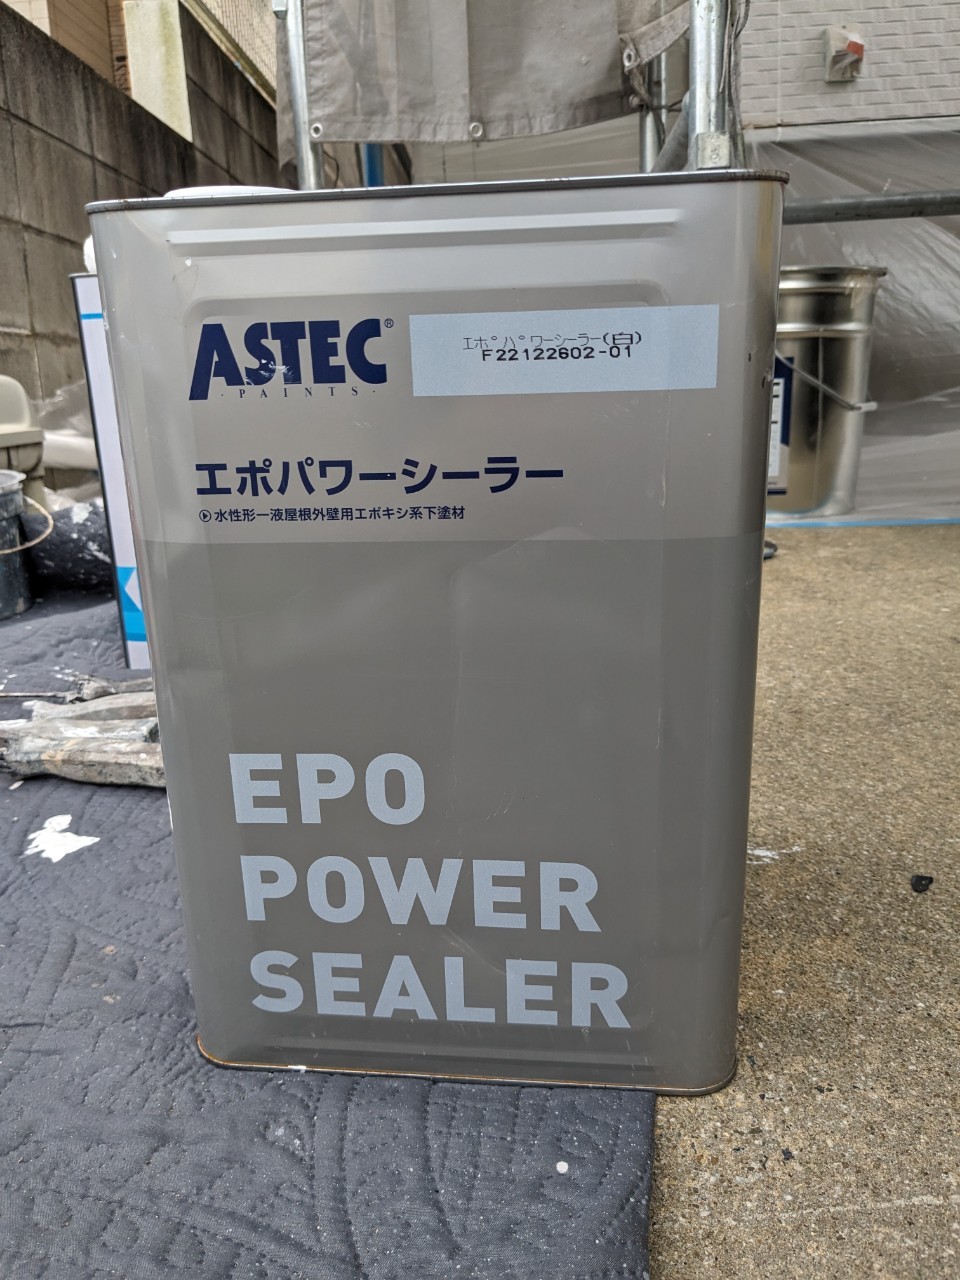 ASTEC®
・PAINTS・
エポパワーシーラー(白)
F22122602-01
エポパワーシーラー
水性形一液屋根外壁用エポキシ系下塗材
EPO
POWER
SEALER